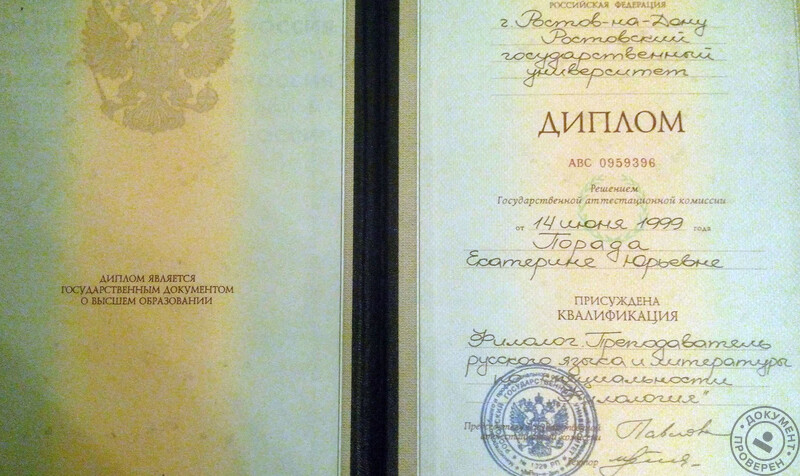 ДИПЛОМ ЯВЛЯЕТСЯ
ГОСУДАРСТВЕННЫМ ДОКУМЕНТОМ
О ВЫСШЕМ ОБРАЗОВАНИИ
РОССИЙСКАЯ ФЕДЕРАЦИЯ
г. Ростов-на-Дону
Ростовский
государственный
университет
ДИПЛОМ
АВС 0959396
Решением
Государственной аттестационной комиссии
от 14 июня 1999 года
Порада
Екатерине Юрьевне
ПРИСУЖДЕНА
КВАЛИФИКАЦИЯ
Филолог. Преподаватель
русского языка и литературы
по специальности
"Филология"
ДОКУМЕНТ
ПРОВЕРЕН